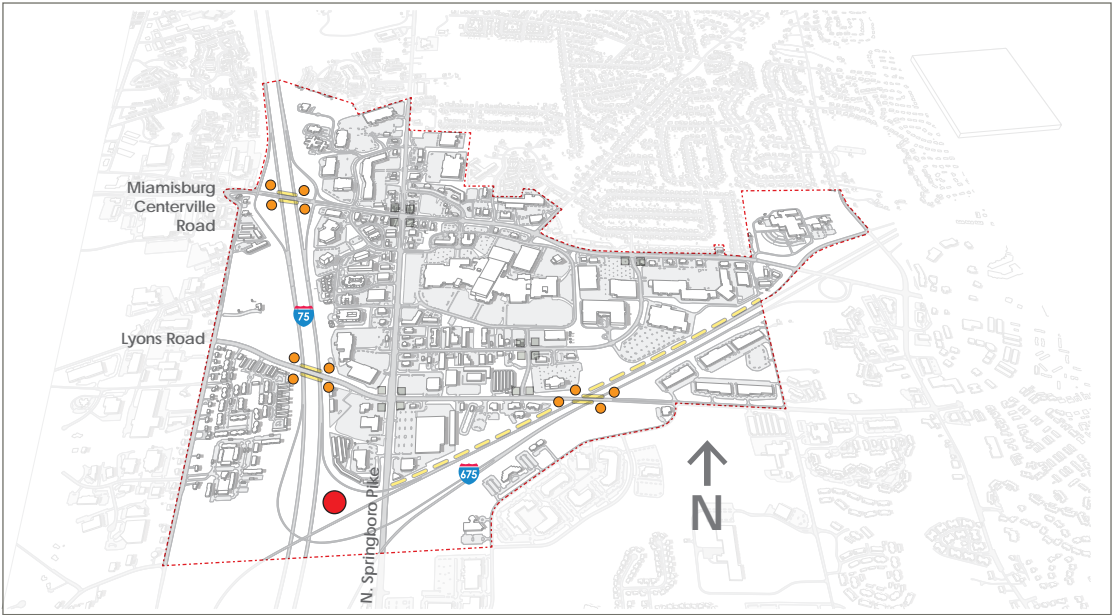 Miamisburg
Centerville
Road
75
Lyons Road
675
N. Springboro Pike
N